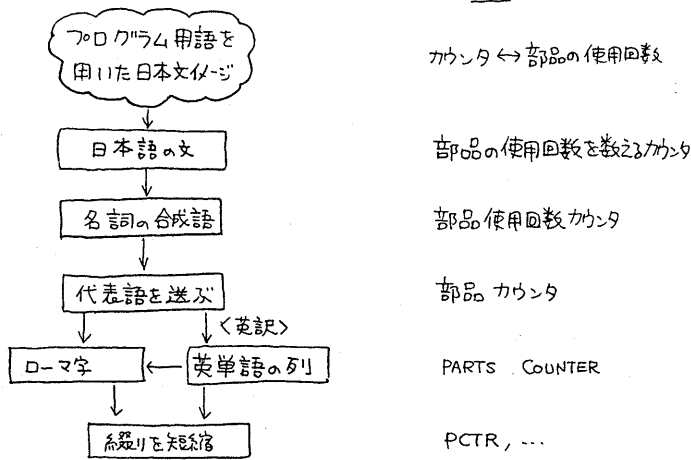 プログラム用語を
用いた日本文イメージ
カウンタ↔部品の使用回数
日本語の文
部品の使用回数を数えるカウンタ
名詞の合成語
部品使用回数カウンタ
代表語を送ぶ
部品 カウンタ
<英訳>
ローマ字
英単語の列
PARTS COUNTER
綴りを短縮
PCTR, ...